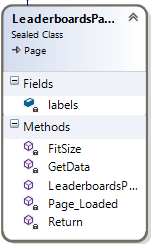 LeaderboardsPa...
Sealed Class
Page
Fields
labels
Methods
FitSize
GetData
LeaderboardsP...
Page_Loaded
Return